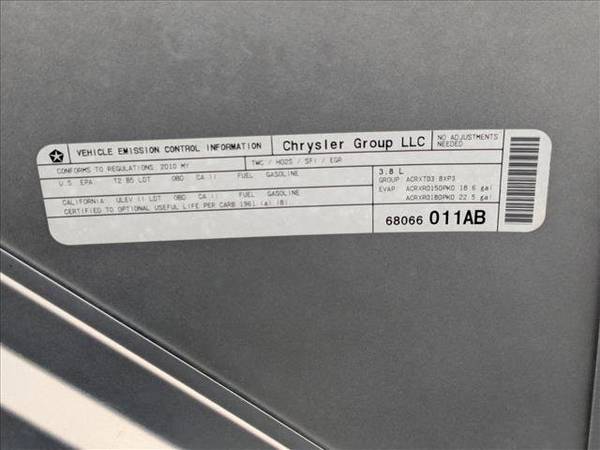 VEHICLE EMISSION CONTROL INFORMATION
Chrysler Group LLC
NO ADJUSTMENTS
NEEDED
CONFORMS TO REGULATIONS: 2010 MY
TWC / HO2S / SFI / EGR
U.S. EPA: T2 B5 LDT OBD: CA II FUEL: GASOLINE
CALIFORNIA: ULEV II LDT OBD: CA II FUEL: GASOLINE
CERTIFIED TO OPTIONAL USEFUL LIFE PER CARB 1961 (a) (8)
3.8 L
GROUP: ACRXT03.8XP3
EVAP: ACRXR0150PKD 18.6 gal
ACRXR0180PKD 22.5 gal
68066 011AB